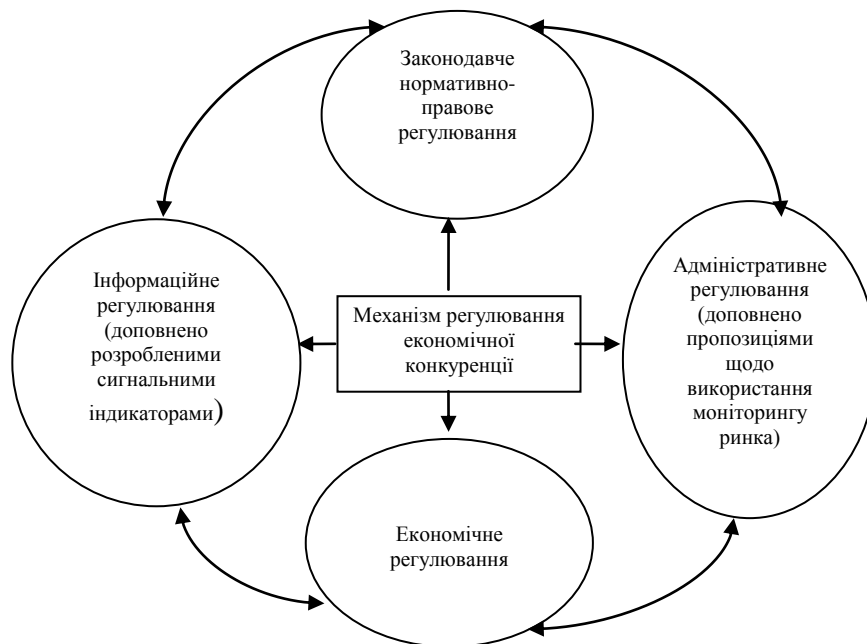 Законодавче
нормативно-
правове
регулювання
Інформаційне
регулювання
(доповнено
розробленими
сигнальними
індикаторами)
Механізм регулювання
економічної
конкуренції
Адміністративне
регулювання
(доповнено
пропозиціями
щодо
використання
моніторингу
ринка)
Економічне
регулювання